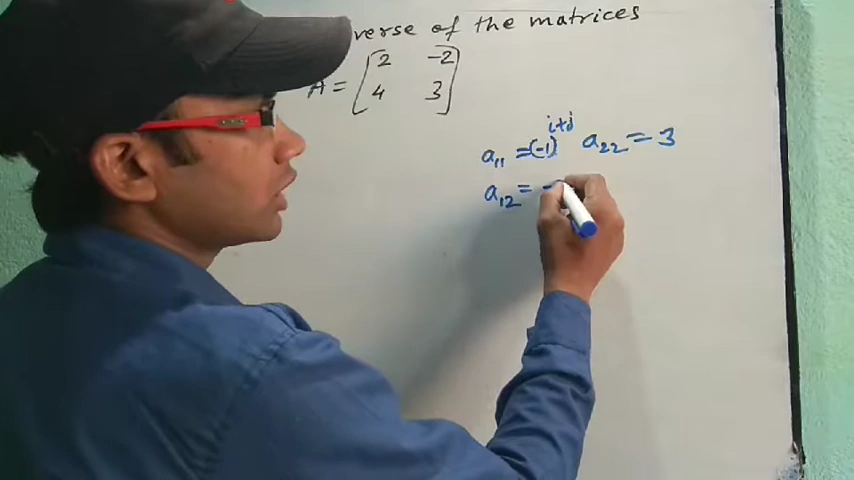 verse of the matrices
A = [2 -2
4 3]
a₁₁ = (-1)^(i+j) a₂₂ = 3
a₁₂ = -